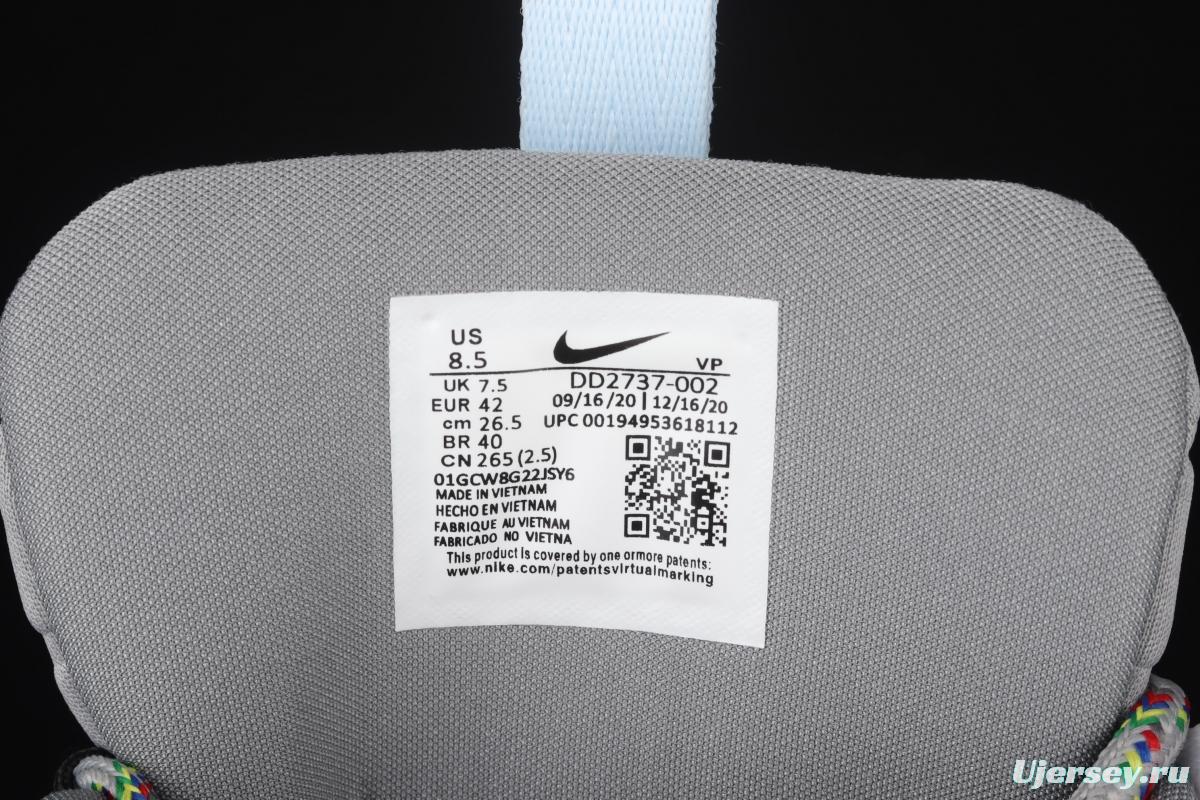 US
8.5
VP
UK 7.5
DD2737-002
EUR 42
09/16/20 | 12/16/20
cm 26.5
UPC 00194953618112
BR 40
CN 265 (2.5)
01GCW8G22JSY6
MADE IN VIETNAM
HECHO EN VIETNAM
FABRIQUE AU VIETNAM
FABRICADO NO VIETNA
This product is covered by one ormore patents:
www.nike.com/patentsvirtualmarking
Ujersey.ru